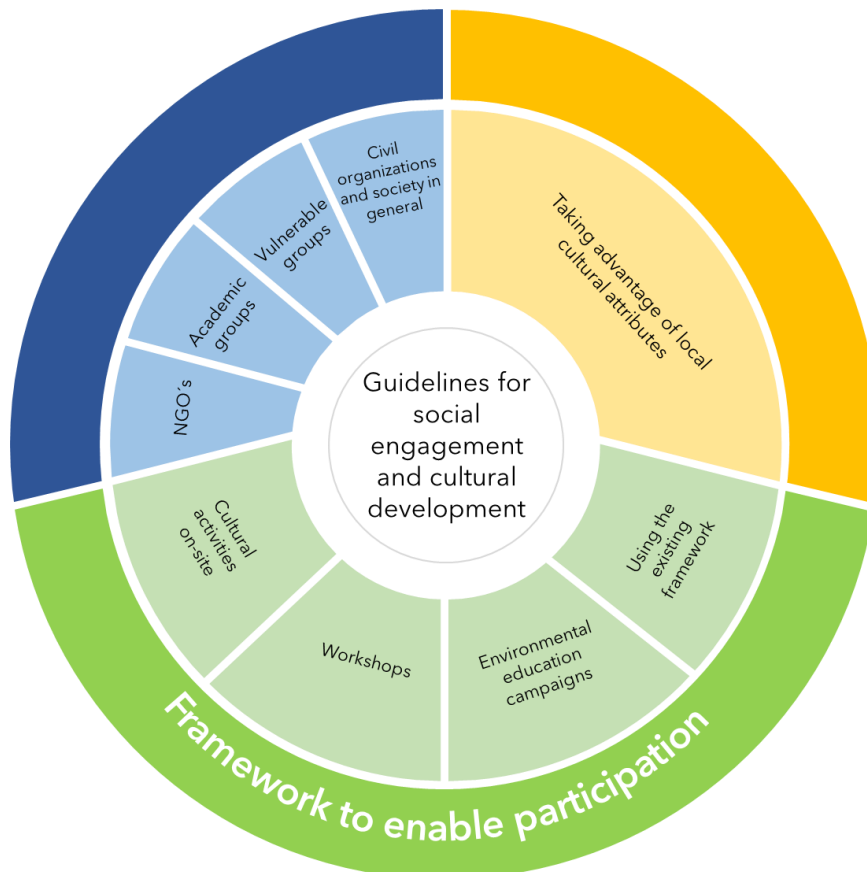 Guidelines for
social
engagement
and cultural
development
Civil
organizations
and society in
general
Vulnerable
groups
Academic
groups
NGO´s
Taking advantage of local
cultural attributes
Using the
existing
framework
Environmental
education
campaigns
Workshops
Cultural
activities
on-site
Framework to enable participation